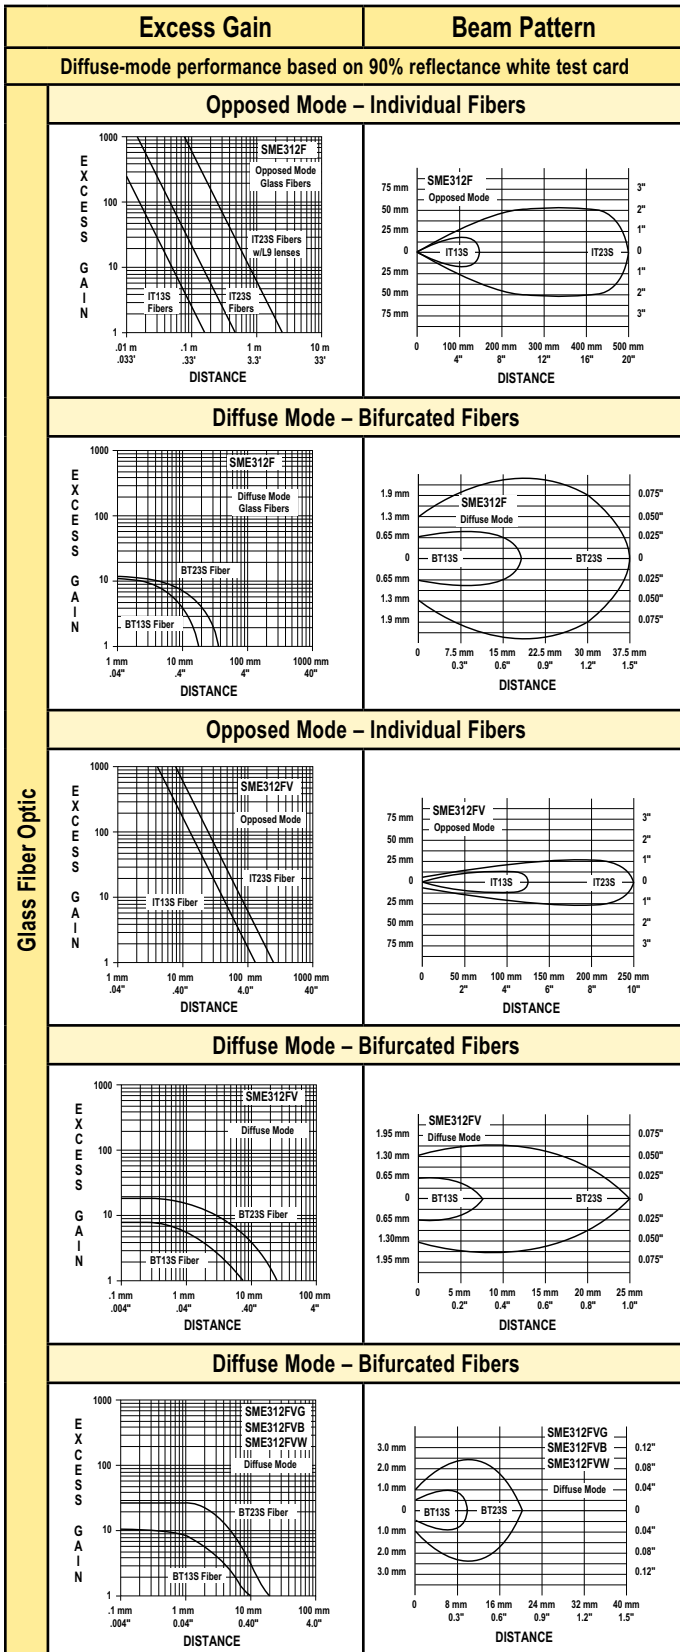 Excess Gain
Beam Pattern
Diffuse-mode performance based on 90% reflectance white test card
Glass Fiber Optic
Opposed Mode – Individual Fibers
EXCESS GAIN
1000
100
10
1
SME312F
Opposed Mode
Glass Fibers
IT23S Fibers
w/L9 lenses
IT13S
Fibers
IT23S
Fibers
.01 m .1 m 1 m 10 m
.033' .33' 3.3' 33'
DISTANCE
SME312F
Opposed Mode
75 mm 3"
50 mm 2"
25 mm 1"
0 IT13S IT23S 0
25 mm 1"
50 mm 2"
75 mm 3"
0 100 mm 200 mm 300 mm 400 mm 500 mm
4" 8" 12" 16" 20"
DISTANCE
Diffuse Mode – Bifurcated Fibers
EXCESS GAIN
1000
100
10
1
SME312F
Diffuse Mode
Glass Fibers
BT23S Fiber
BT13S Fiber
1 mm 10 mm 100 mm 1000 mm
.04" .4" 4" 40"
DISTANCE
SME312F
Diffuse Mode
1.9 mm 0.075"
1.3 mm 0.050"
0.65 mm 0.025"
0 BT13S BT23S 0
0.65 mm 0.025"
1.3 mm 0.050"
1.9 mm 0.075"
0 7.5 mm 15 mm 22.5 mm 30 mm 37.5 mm
0.3" 0.6" 0.9" 1.2" 1.5"
DISTANCE
Opposed Mode – Individual Fibers
EXCESS GAIN
1000
100
10
1
SME312FV
Opposed Mode
IT23S Fiber
IT13S Fiber
1 mm 10 mm 100 mm 1000 mm
.04" .40" 4.0" 40"
DISTANCE
SME312FV
Opposed Mode
75 mm 3"
50 mm 2"
25 mm 1"
0 IT13S IT23S 0
25 mm 1"
50 mm 2"
75 mm 3"
0 50 mm 100 mm 150 mm 200 mm 250 mm
2" 4" 6" 8" 10"
DISTANCE
Diffuse Mode – Bifurcated Fibers
EXCESS GAIN
1000
100
10
1
SME312FV
Diffuse Mode
BT23S Fiber
BT13S Fiber
.1 mm 1 mm 10 mm 100 mm
.004" .04" .40" 4"
DISTANCE
SME312FV
Diffuse Mode
1.95 mm 0.075"
1.30 mm 0.050"
0.65 mm 0.025"
0 BT13S BT23S 0
0.65 mm 0.025"
1.30mm 0.050"
1.95 mm 0.075"
0 5 mm 10 mm 15 mm 20 mm 25 mm
0.2" 0.4" 0.6" 0.8" 1.0"
DISTANCE
Diffuse Mode – Bifurcated Fibers
EXCESS GAIN
1000
100
10
1
SME312FVG
SME312FVB
SME312FVW
Diffuse Mode
BT23S Fiber
BT13S Fiber
.1 mm 1 mm 10 mm 100 mm
.004" 0.04" 0.40" 4.0"
DISTANCE
SME312FVG
SME312FVB
SME312FVW
Diffuse Mode
3.0 mm 0.12"
2.0 mm 0.08"
1.0 mm 0.04"
0 BT13S BT23S 0
1.0 mm 0.04"
2.0 mm 0.08"
3.0 mm 0.12"
0 8 mm 16 mm 24 mm 32 mm 40 mm
0.3" 0.6" 0.9" 1.2" 1.5"
DISTANCE